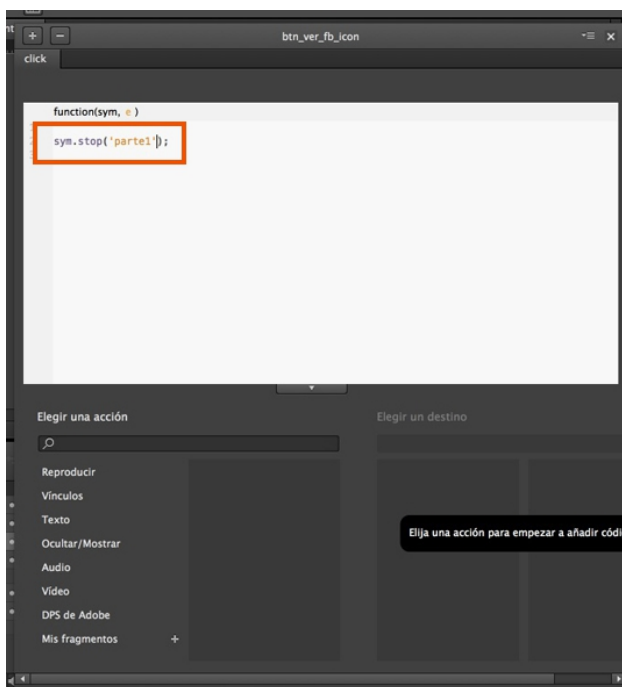 btn_ver_fb_icon
click
function(sym, e )
sym.stop('parte1');
Elegir una acción
Elegir un destino
Reproducir
Vínculos
Texto
Ocultar/Mostrar
Audio
Vídeo
DPS de Adobe
Mis fragmentos +
Elija una acción para empezar a añadir códi